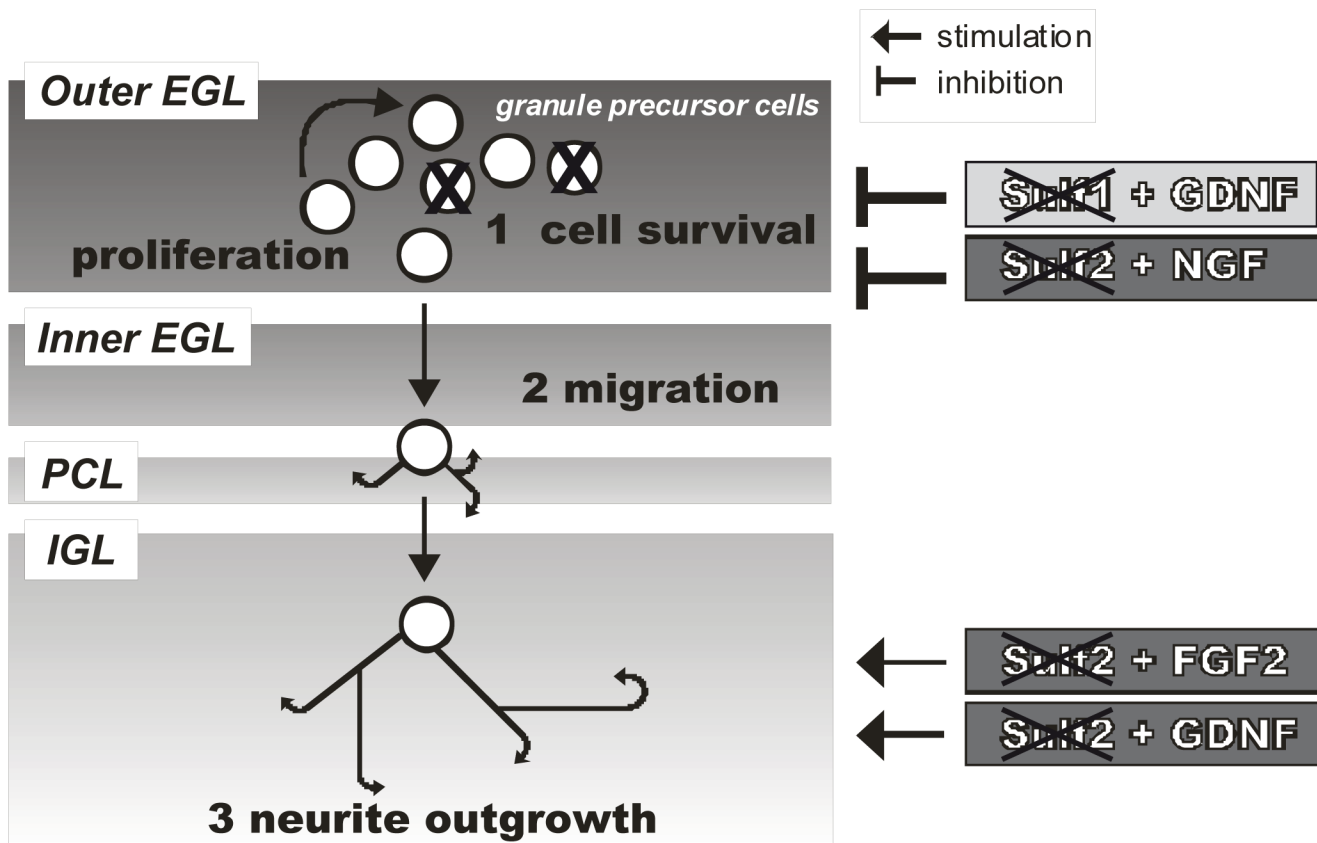 stimulation
inhibition
Outer EGL
granule precursor cells
1 cell survival
proliferation
Sulf1 + GDNF
Sulf2 + NGF
Inner EGL
2 migration
PCL
IGL
Sulf2 + FGF2
Sulf2 + GDNF
3 neurite outgrowth